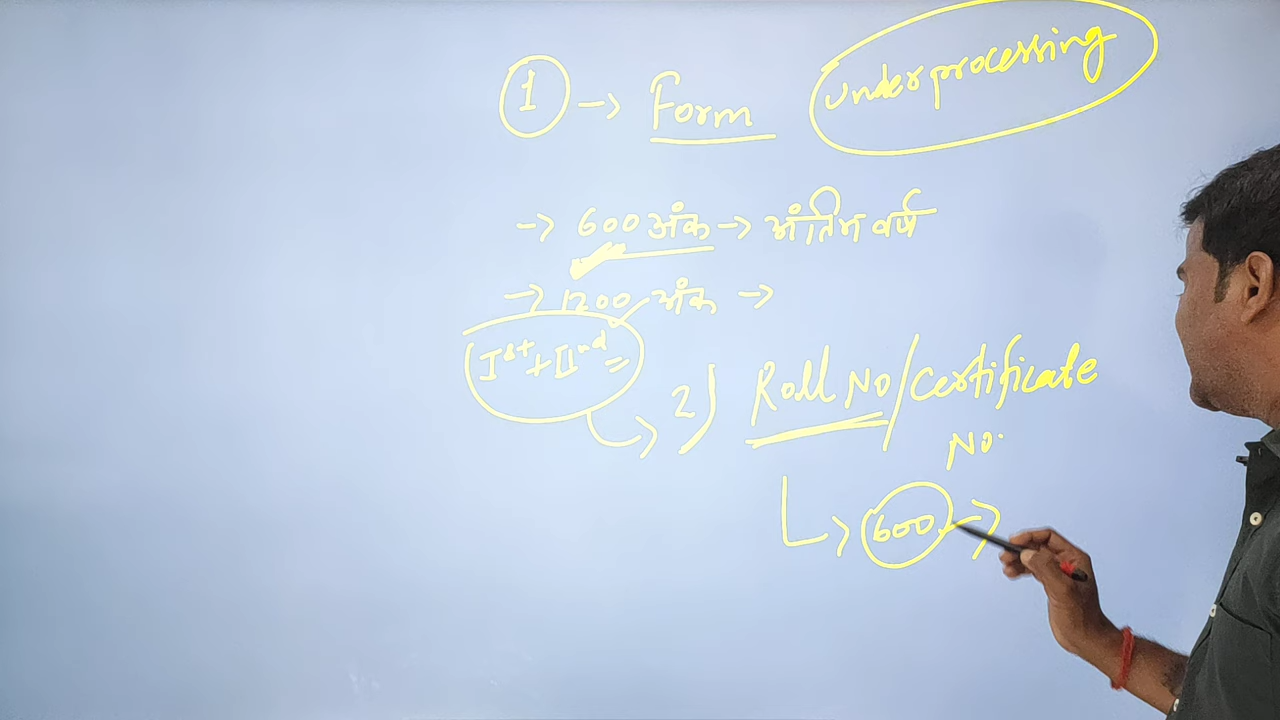 1 → Form underprocessing
→ 600 अंक → अंतिम वर्ष
→ 1200 अंक →
Ist + IInd =
2) Roll No/Certificate
No.
600 →